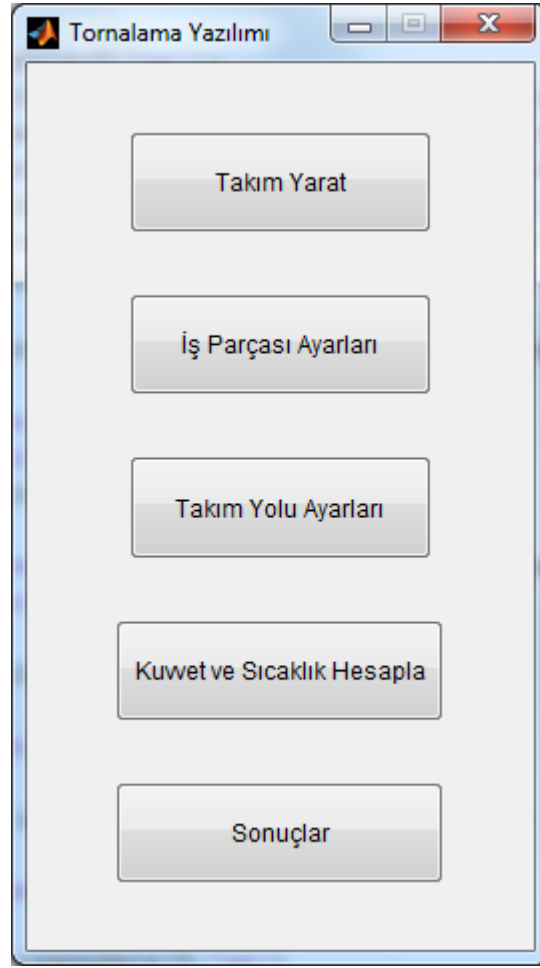 Tornalama Yazılımı
Takım Yarat
İş Parçası Ayarları
Takım Yolu Ayarları
Kuvvet ve Sıcaklık Hesapla
Sonuçlar